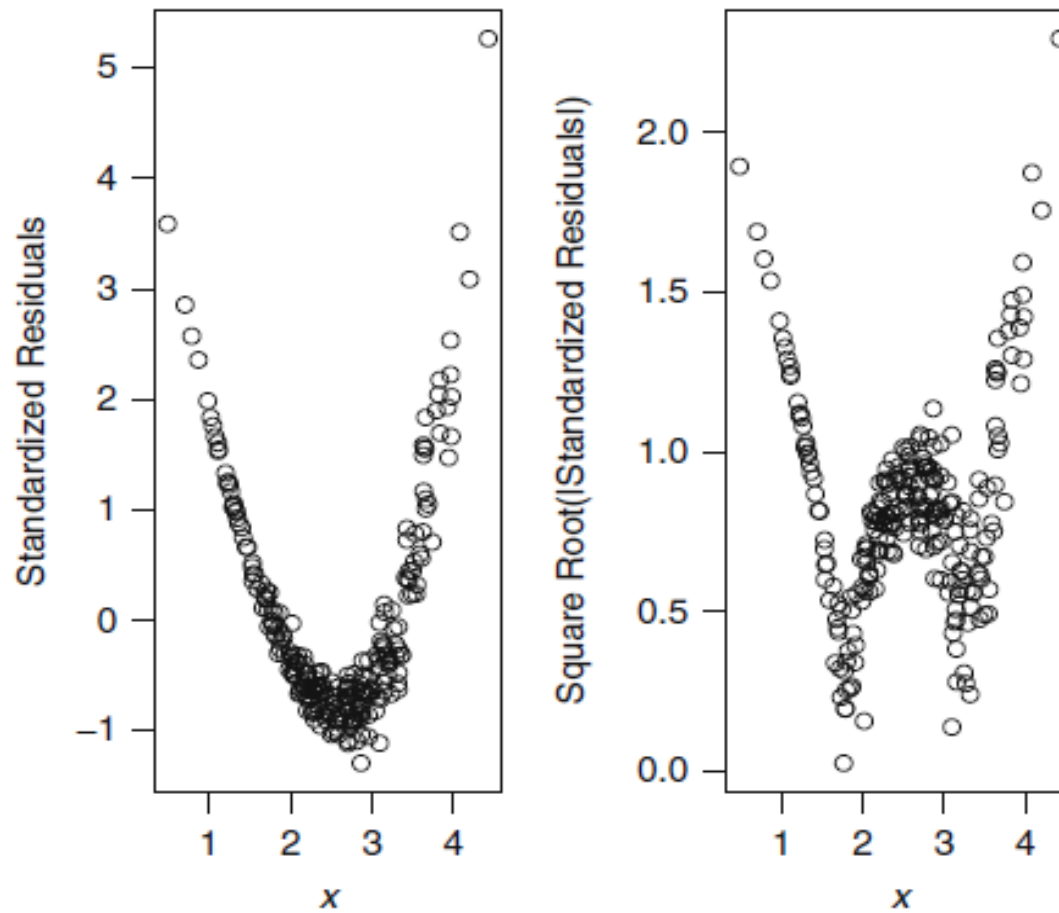 Standardized Residuals
5
4
3
2
1
0
−1
1 2 3 4
x
Square Root(|Standardized Residuals|)
2.0
1.5
1.0
0.5
0.0
1 2 3 4
x